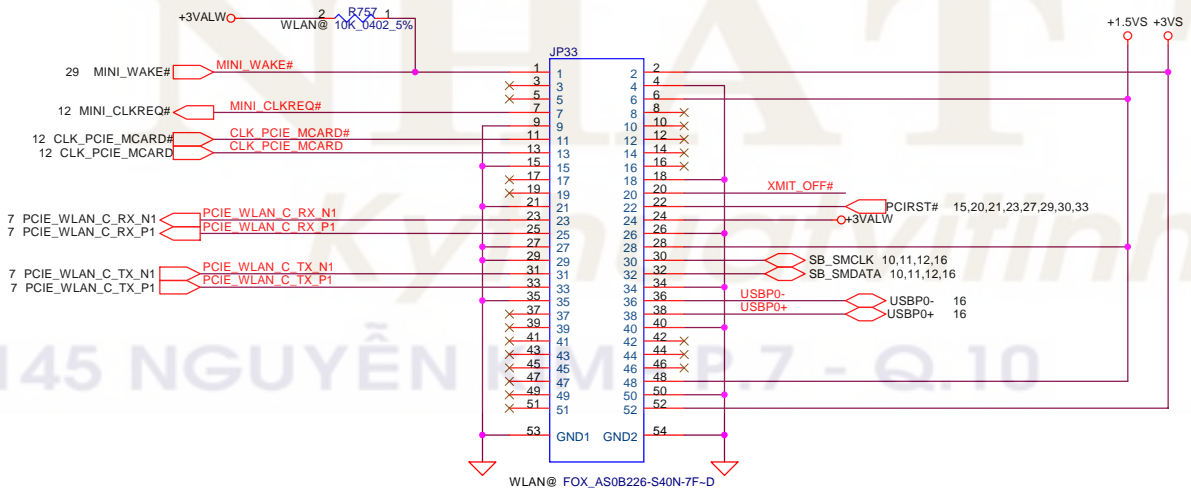 +3VALW
2
R757
1
WLAN@ 10K_0402_5%
+1.5VS +3VS
JP33
29 MINI_WAKE# MINI_WAKE# 1 1 2 2
3 3 4 4
5 5 6 6
12 MINI_CLKREQ# MINI_CLKREQ# 7 7 8 8
9 9 10 10
12 CLK_PCIE_MCARD# CLK_PCIE_MCARD# 11 11 12 12
12 CLK_PCIE_MCARD CLK_PCIE_MCARD 13 13 14 14
15 15 16 16
17 17 18 18
19 19 20 20 XMIT_OFF#
21 21 22 22 PCIRST# 15,20,21,23,27,29,30,33
7 PCIE_WLAN_C_RX_N1 PCIE_WLAN_C_RX_N1 23 23 24 24 +3VALW
7 PCIE_WLAN_C_RX_P1 PCIE_WLAN_C_RX_P1 25 25 26 26
27 27 28 28
29 29 30 30 SB_SMCLK 10,11,12,16
7 PCIE_WLAN_C_TX_N1 PCIE_WLAN_C_TX_N1 31 31 32 32 SB_SMDATA 10,11,12,16
7 PCIE_WLAN_C_TX_P1 PCIE_WLAN_C_TX_P1 33 33 34 34
35 35 36 36 USBP0- USBP0- 16
37 37 38 38 USBP0+ USBP0+ 16
39 39 40 40
41 41 42 42
43 43 44 44
45 45 46 46
47 47 48 48
49 49 50 50
51 51 52 52
53 GND1 GND2 54
WLAN@ FOX_AS0B226-S40N-7F~D
NHAT
Kythuatvitinh
145 NGUYỄN KIM P.7 - Q.10